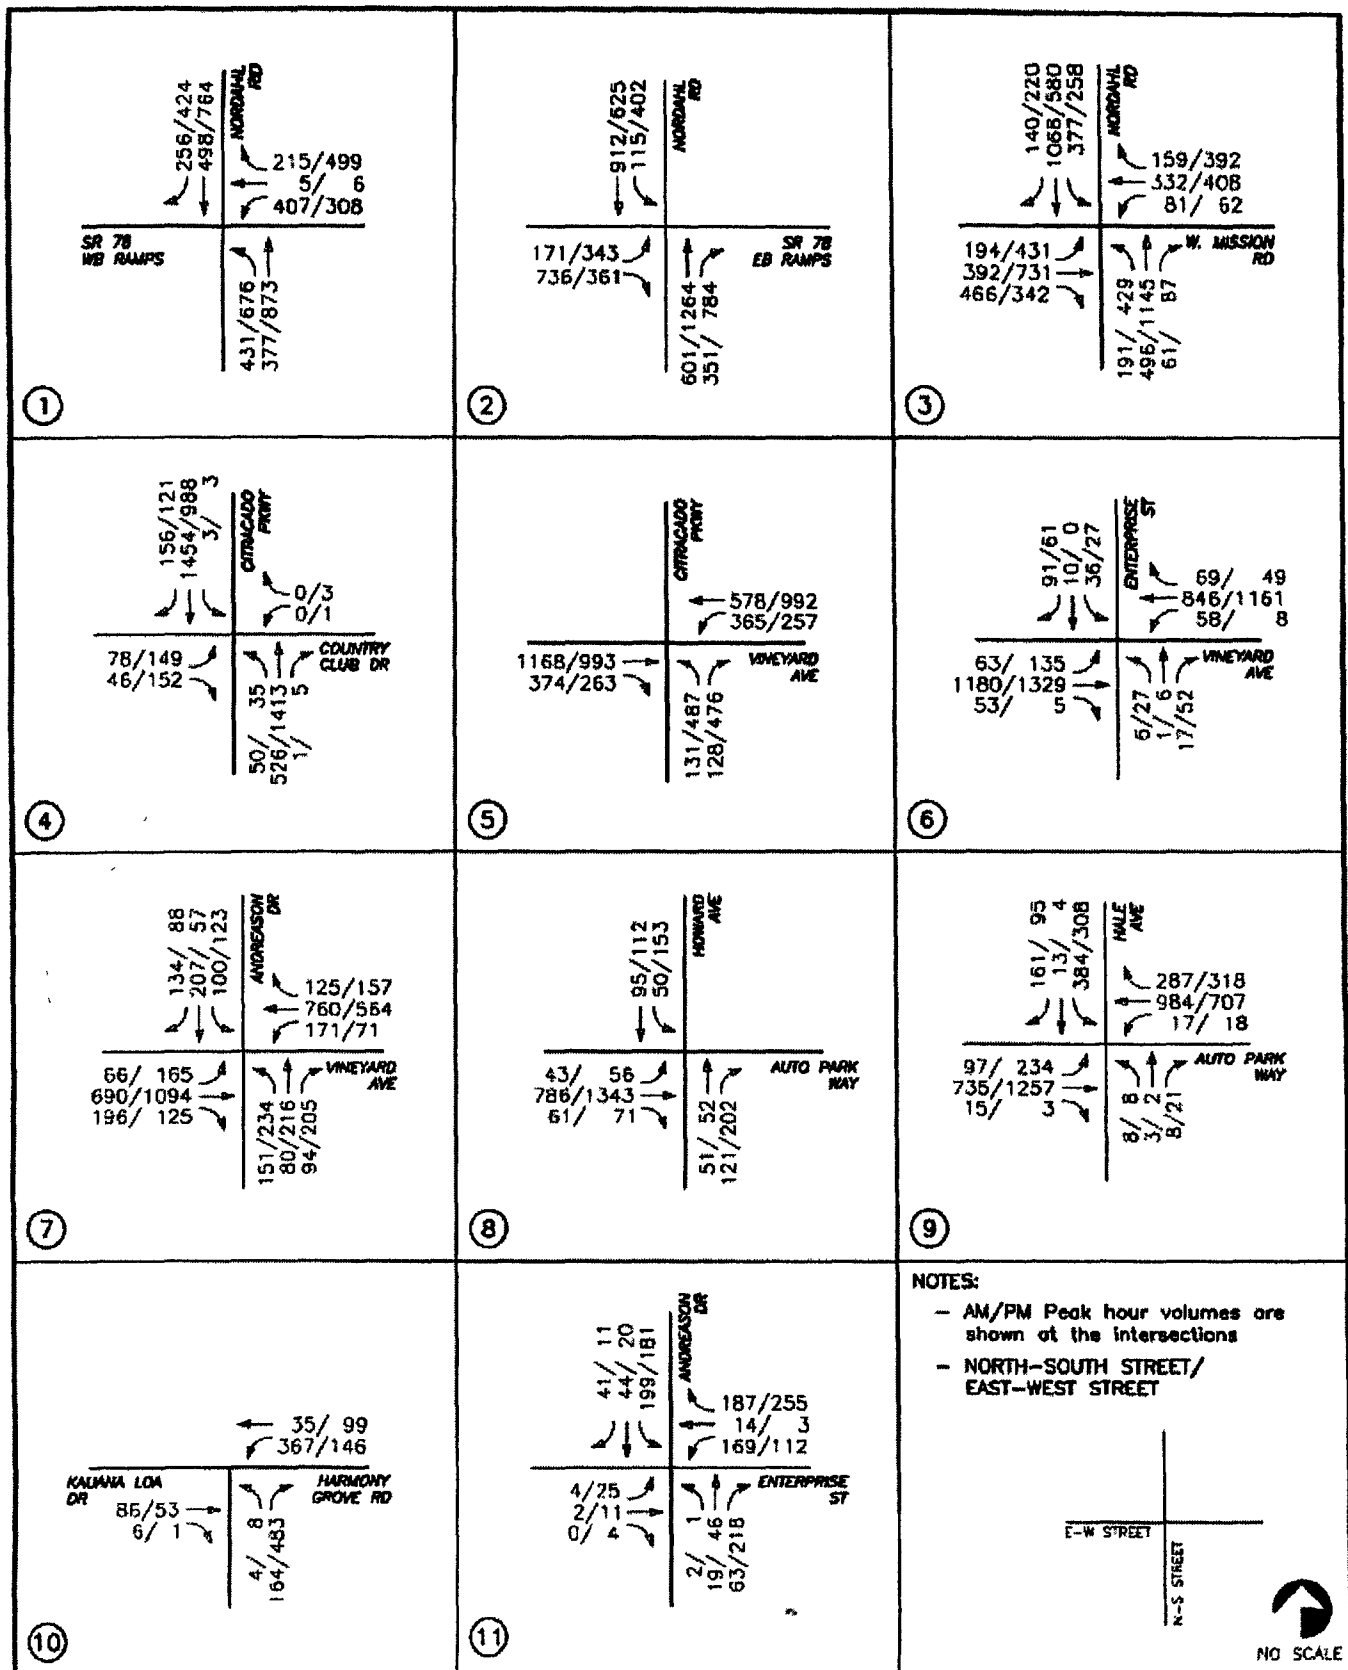 256/424
498/764
NORDAHL
RD
215/499
5/ 6
407/308
SR 78
WB RAMPS
431/676
377/873
1
912/625
115/402
NORDAHL
RD
171/343
736/361
SR 78
EB RAMPS
601/1264
351/ 784
2
140/220
1068/580
377/258
NORDAHL
RD
159/392
332/408
81/ 62
194/431
392/731
466/342
W. MISSION
RD
191/ 429
496/1145
61/ 87
3
156/121
1454/988
3/ 3
CITRACADO
PKWY
0/3
0/1
78/149
46/152
COUNTRY
CLUB DR
50/ 35
526/1413
1/ 5
4
CITRACADO
PKWY
578/992
365/257
1168/993
374/263
VINEYARD
AVE
131/487
128/476
5
91/61
10/ 0
36/27
ENTERPRISE
ST
69/ 49
846/1161
58/ 8
63/ 135
1180/1329
53/ 5
VINEYARD
AVE
6/27
1/ 6
17/52
6
134/ 88
207/ 57
100/123
ANDREASON
DR
125/157
760/564
171/71
66/ 165
690/1094
196/ 125
VINEYARD
AVE
151/234
80/216
94/205
7
95/112
50/153
HOWARD
AVE
43/ 56
786/1343
61/ 71
AUTO PARK
WAY
51/ 52
121/202
8
161/ 95
13/ 4
384/308
HALE
AVE
287/318
984/707
17/ 18
97/ 234
735/1257
15/ 3
AUTO PARK
WAY
8/ 8
3/ 2
8/21
9
35/ 99
367/146
KAUANA LOA
DR
HARMONY
GROVE RD
86/53
6/ 1
4/ 8
164/483
10
41/ 11
44/ 20
199/181
ANDREASON
DR
187/255
14/ 3
169/112
4/25
2/11
0/ 4
ENTERPRISE
ST
2/ 1
19/ 46
63/218
11
NOTES:
– AM/PM Peak hour volumes are
shown at the intersections
– NORTH–SOUTH STREET/
EAST–WEST STREET
E–W STREET
N–S STREET
NO SCALE